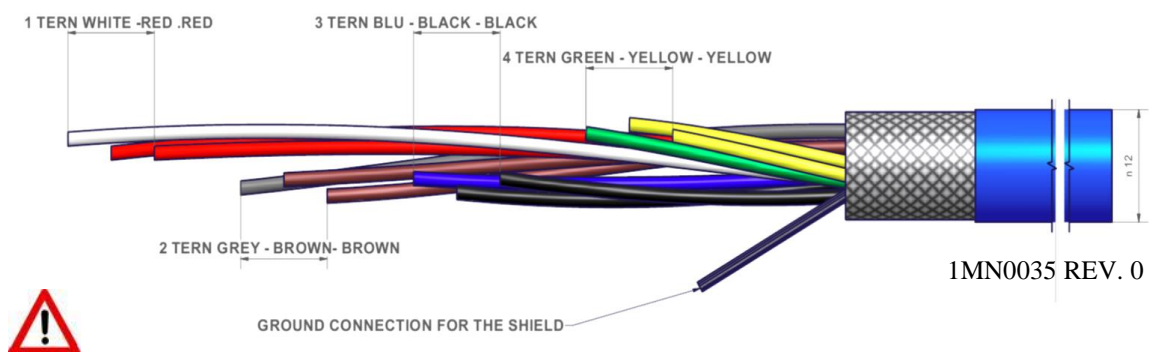 1 TERN WHITE -RED .RED
3 TERN BLU - BLACK - BLACK
4 TERN GREEN - YELLOW - YELLOW
n 12
2 TERN GREY - BROWN- BROWN
1MN0035 REV. 0
GROUND CONNECTION FOR THE SHIELD